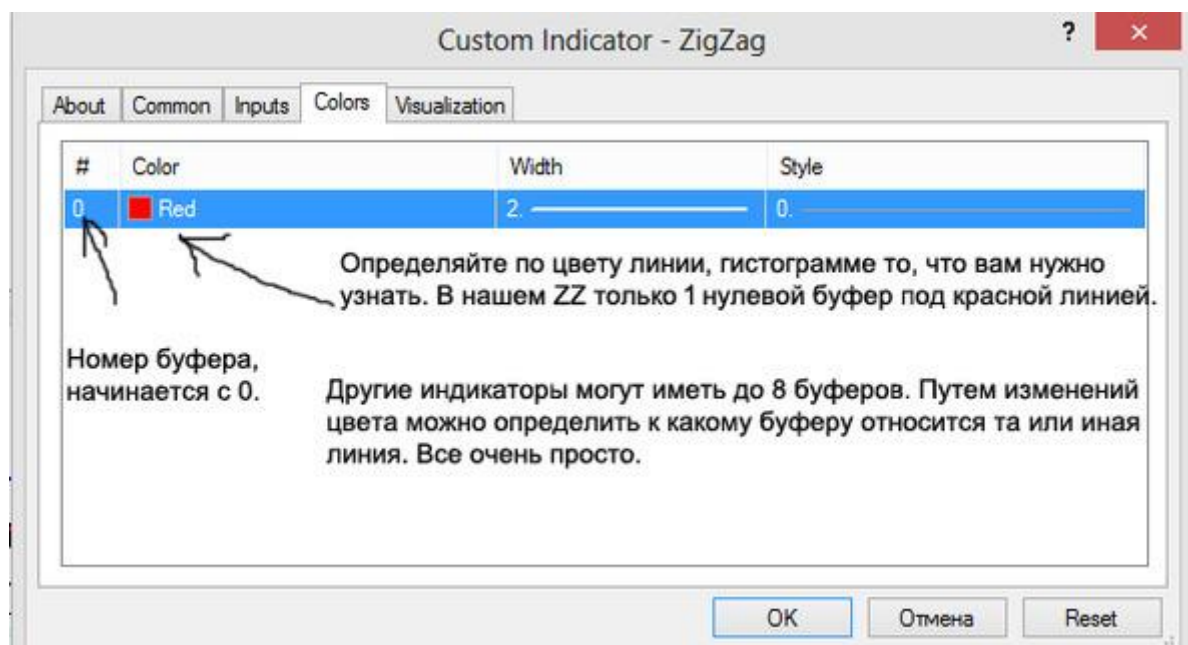 Custom Indicator - ZigZag
?
About Common Inputs Colors Visualization
# Color Width Style
0 Red 2. 0.
Определяйте по цвету линии, гистограмме то, что вам нужно
узнать. В нашем ZZ только 1 нулевой буфер под красной линией.
Номер буфера,
начинается с 0.
Другие индикаторы могут иметь до 8 буферов. Путем изменений
цвета можно определить к какому буферу относится та или иная
линия. Все очень просто.
OK Отмена Reset